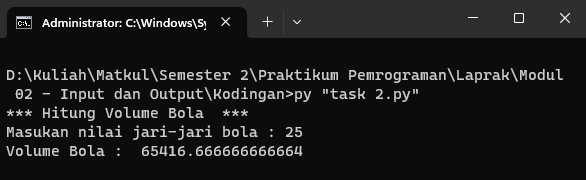 Administrator: C:\Windows\Sy
D:\Kuliah\Matkul\Semester 2\Praktikum Pemrograman\Laprak\Modul
02 - Input dan Output\Kodingan>py "task 2.py"
*** Hitung Volume Bola  ***
Masukan nilai jari-jari bola : 25
Volume Bola :  65416.666666666664